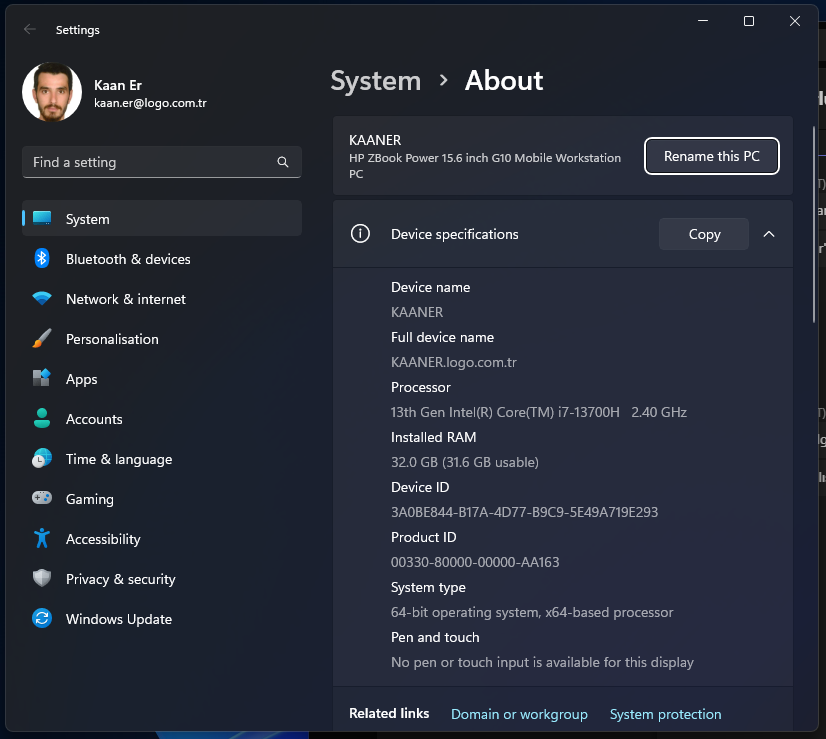 Settings
Kaan Er
kaan.er@logo.com.tr
Find a setting
System
Bluetooth & devices
Network & internet
Personalisation
Apps
Accounts
Time & language
Gaming
Accessibility
Privacy & security
Windows Update
System > About
KAANER
HP ZBook Power 15.6 inch G10 Mobile Workstation
PC
Rename this PC
Device specifications
Copy
Device name
KAANER
Full device name
KAANER.logo.com.tr
Processor
13th Gen Intel(R) Core(TM) i7-13700H 2.40 GHz
Installed RAM
32.0 GB (31.6 GB usable)
Device ID
3A0BE844-B17A-4D77-B9C9-5E49A719E293
Product ID
00330-80000-00000-AA163
System type
64-bit operating system, x64-based processor
Pen and touch
No pen or touch input is available for this display
Related links Domain or workgroup System protection